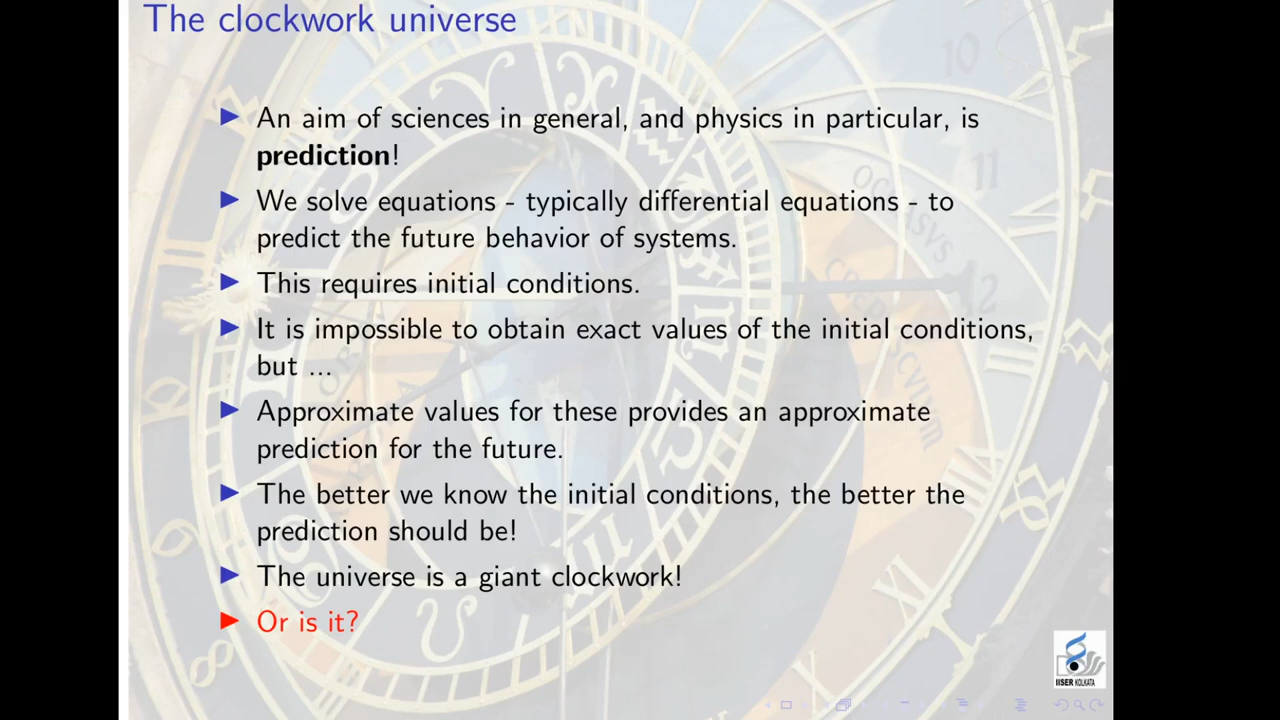 The clockwork universe
An aim of sciences in general, and physics in particular, is
prediction!
We solve equations - typically differential equations - to
predict the future behavior of systems.
This requires initial conditions.
It is impossible to obtain exact values of the initial conditions,
but ...
Approximate values for these provides an approximate
prediction for the future.
The better we know the initial conditions, the better the
prediction should be!
The universe is a giant clockwork!
Or is it?
IISER KOLKATA
10
11
12